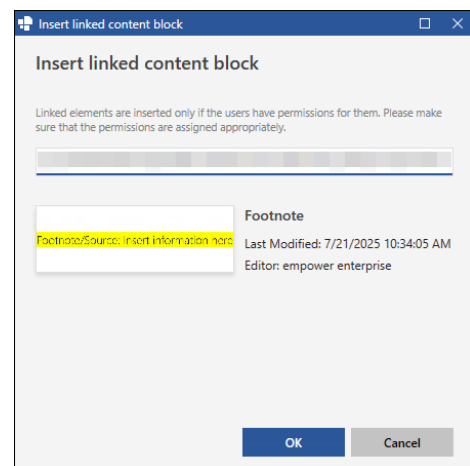 Insert linked content block
Insert linked content block
Linked elements are inserted only if the users have permissions for them. Please make
sure that the permissions are assigned appropriately.
Footnote
Footnote/Source: Insert information here
Last Modified: 7/21/2025 10:34:05 AM
Editor: empower enterprise
OK
Cancel